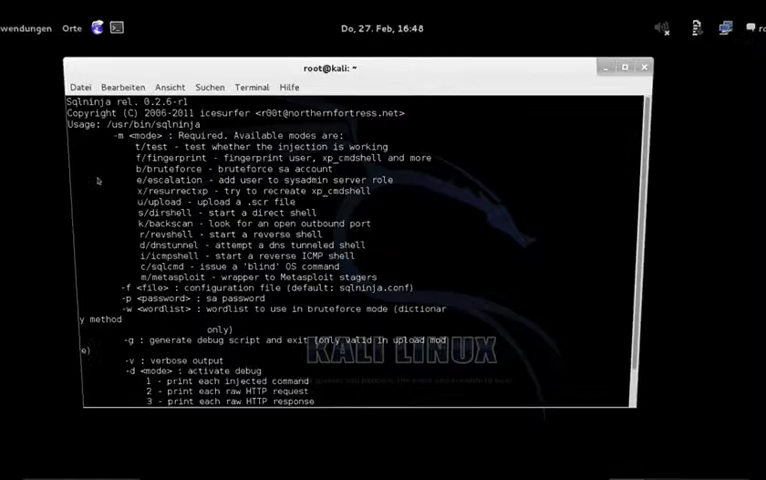 wendungen Orte Do, 27. Feb, 16:48
root@kali: ~
Datei Bearbeiten Ansicht Suchen Terminal Hilfe
Sqlninja rel. 0.2.6-r1
Copyright (C) 2006-2011 icesurfer <r00t@northernfortress.net>
Usage: /usr/bin/sqlninja
-m <mode> : Required. Available modes are:
t/test - test whether the injection is working
f/fingerprint - fingerprint user, xp_cmdshell and more
b/bruteforce - bruteforce sa account
e/escalation - add user to sysadmin server role
x/resurrectxp - try to recreate xp_cmdshell
u/upload - upload a .scr file
s/dirshell - start a direct shell
k/backscan - look for an open outbound port
r/revshell - start a reverse shell
d/dnstunnel - attempt a dns tunneled shell
i/icmpshell - start a reverse ICMP shell
c/sqlcmd - issue a 'blind' OS command
m/metasploit - wrapper to Metasploit stagers
-f <file> : configuration file (default: sqlninja.conf)
-p <password> : sa password
-w <wordlist> : wordlist to use in bruteforce mode (dictionar
y method
only)
-g : generate debug script and exit (only valid in upload mod
e)
KALI LINUX
-v : verbose output
-d <mode> : activate debug
1 - print each injected command
2 - print each raw HTTP request
3 - print each raw HTTP response